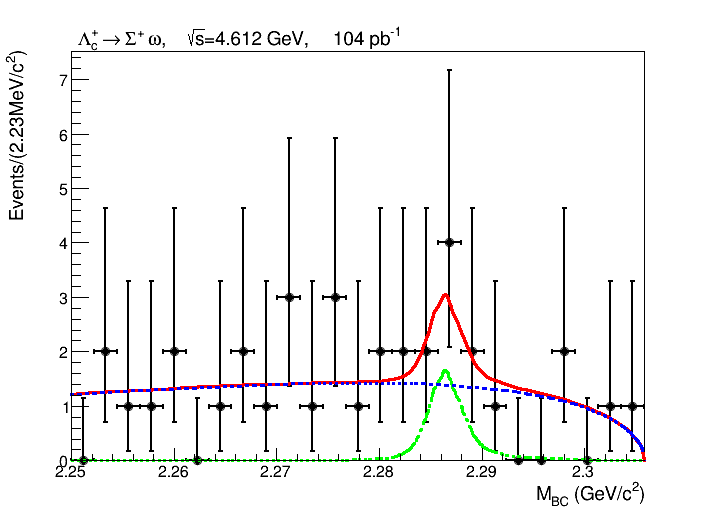 Λc+ → Σ+ ω, √s=4.612 GeV, 104 pb-1
Events/(2.23MeV/c2)
7
6
5
4
3
2
1
0
2.25 2.26 2.27 2.28 2.29 2.3
MBC (GeV/c2)